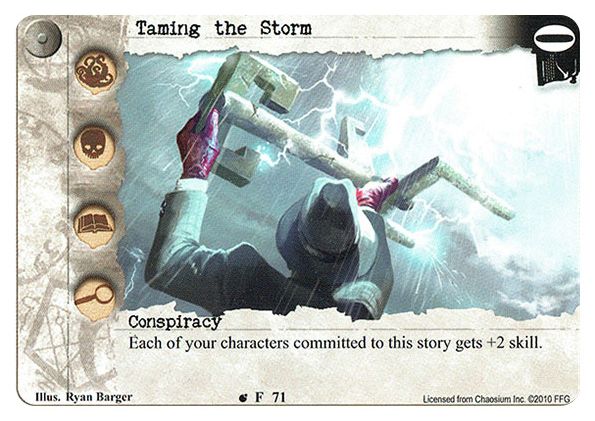 Taming the Storm
0
Conspiracy
Each of your characters committed to this story gets +2 skill.
Illus. Ryan Barger
F 71
Licensed from Chaosium Inc. ©2010 FFG